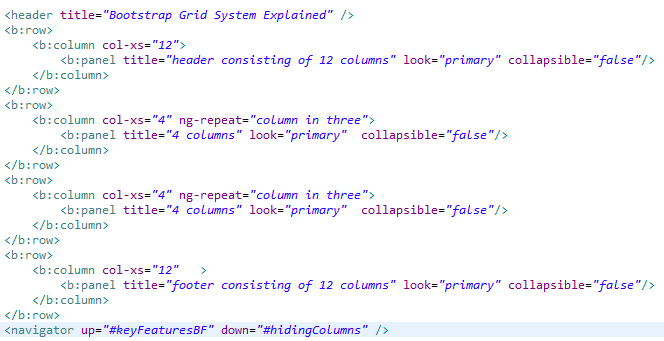 <header title="Bootstrap Grid System Explained" />
<b:row>
    <b:column col-xs="12">
        <b:panel title="header consisting of 12 columns" look="primary" collapsible="false"/>
    </b:column>
</b:row>
<b:row>
    <b:column col-xs="4" ng-repeat="column in three">
        <b:panel title="4 columns" look="primary"  collapsible="false"/>
    </b:column>
</b:row>
<b:row>
    <b:column col-xs="4" ng-repeat="column in three">
        <b:panel title="4 columns" look="primary"  collapsible="false"/>
    </b:column>
</b:row>
<b:row>
    <b:column col-xs="12"   >
        <b:panel title="footer consisting of 12 columns" look="primary" collapsible="false"/>
    </b:column>
</b:row>
<navigator up="#keyFeaturesBF" down="#hidingColumns" />